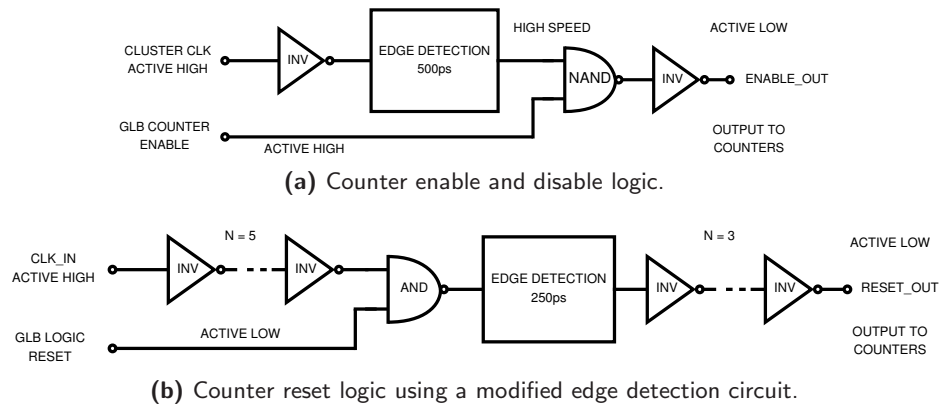 HIGH SPEED
ACTIVE LOW
CLUSTER CLK
ACTIVE HIGH
INV
EDGE DETECTION
500ps
NAND
INV
ENABLE_OUT
GLB COUNTER
ENABLE
ACTIVE HIGH
OUTPUT TO
COUNTERS
(a) Counter enable and disable logic.
N = 5
N = 3
ACTIVE LOW
CLK_IN
ACTIVE HIGH
INV
INV
AND
EDGE DETECTION
250ps
INV
INV
RESET_OUT
GLB LOGIC
RESET
ACTIVE LOW
OUTPUT TO
COUNTERS
(b) Counter reset logic using a modified edge detection circuit.